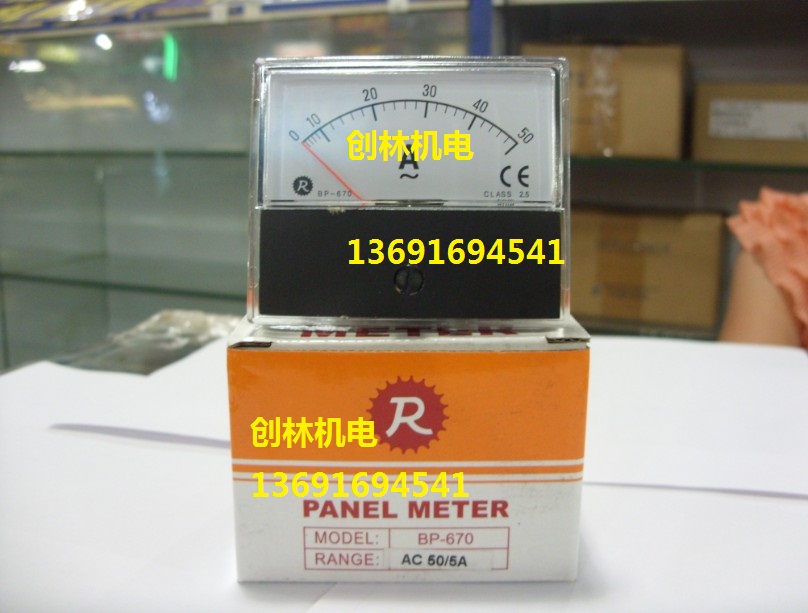 0 10 20 30 40 50
创林机电
A
~
R BP-670
CE
CLASS 2.5
13691694541
METER
R
创林机电
13691694541
PANEL METER
MODEL: BP-670
RANGE: AC 50/5A